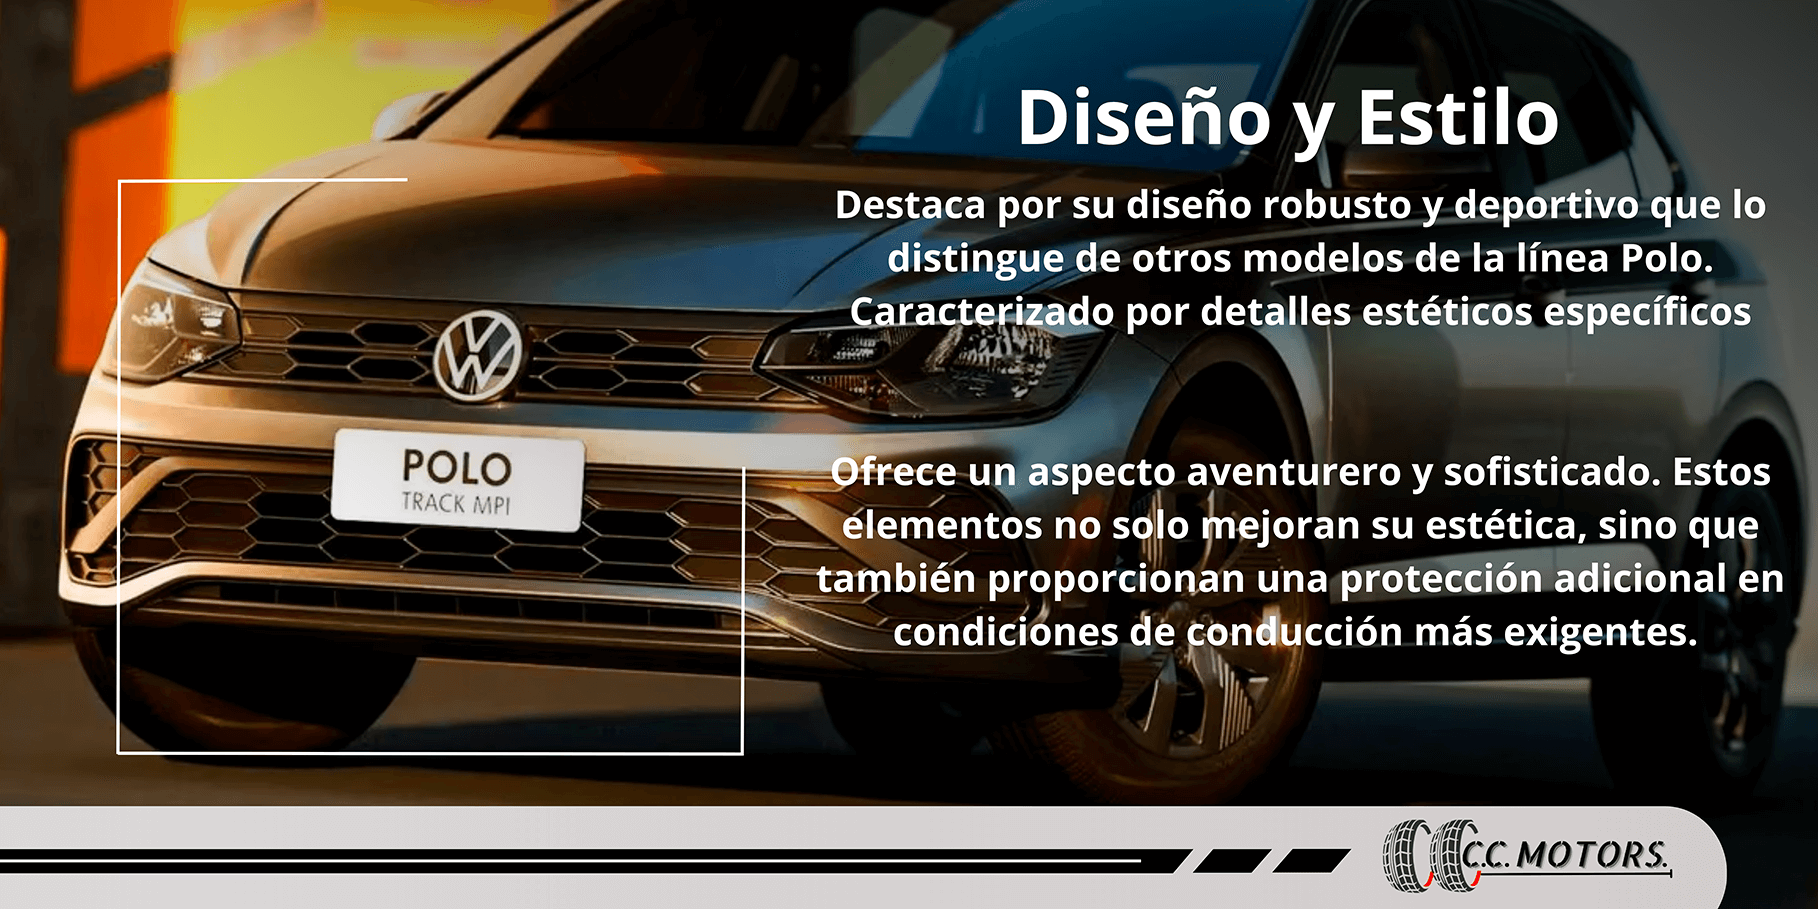 Diseño y Estilo
Destaca por su diseño robusto y deportivo que lo
distingue de otros modelos de la línea Polo.
Caracterizado por detalles estéticos específicos
Ofrece un aspecto aventurero y sofisticado. Estos
elementos no solo mejoran su estética, sino que
también proporcionan una protección adicional en
condiciones de conducción más exigentes.
POLO
TRACK MPI
C.C. MOTORS.